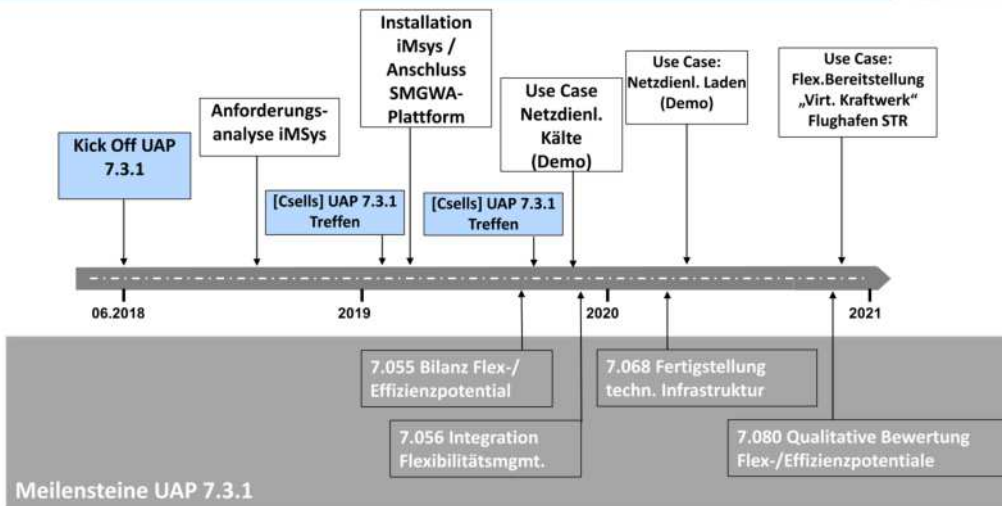 Kick Off UAP
7.3.1
Anforderungs-
analyse iMSys
[Csells] UAP 7.3.1
Treffen
Installation
iMsys /
Anschluss
SMGWA-
Plattform
[Csells] UAP 7.3.1
Treffen
Use Case
Netzdienl.
Kälte
(Demo)
Use Case:
Netzdienl. Laden
(Demo)
Use Case:
Flex.Bereitstellung
„Virt. Kraftwerk“
Flughafen STR
06.2018
2019
2020
2021
7.055 Bilanz Flex-/
Effizienzpotential
7.056 Integration
Flexibilitätsmgmt.
7.068 Fertigstellung
techn. Infrastruktur
7.080 Qualitative Bewertung
Flex-/Effizienzpotentiale
Meilensteine UAP 7.3.1